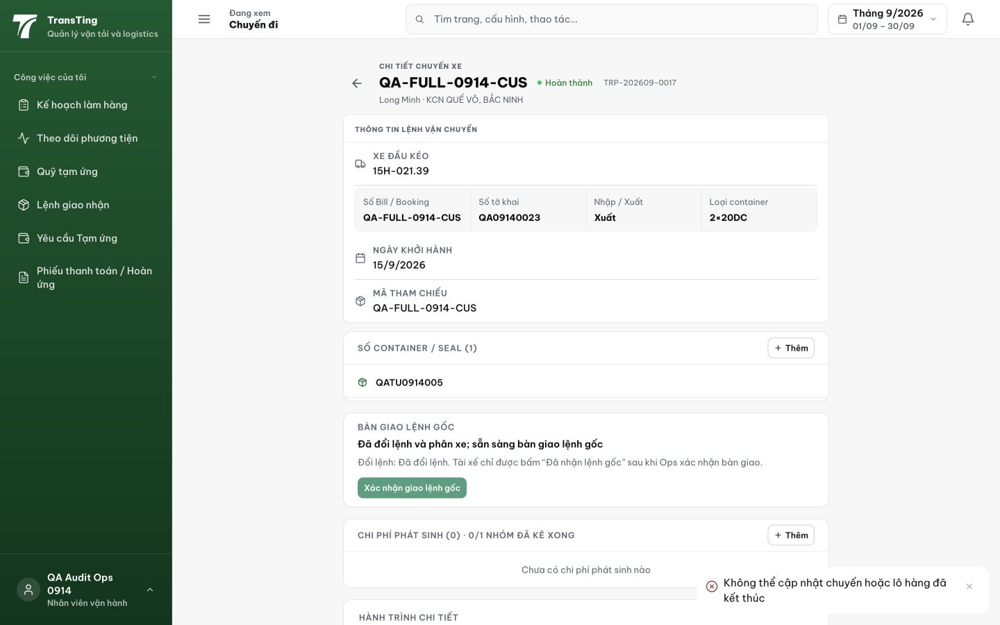 TransTing
Quản lý vận tải và logistics
Công việc của tôi
Kế hoạch làm hàng
Theo dõi phương tiện
Quỹ tạm ứng
Lệnh giao nhận
Yêu cầu Tạm ứng
Phiếu thanh toán / Hoàn
ứng
QA Audit Ops
0914
Nhân viên vận hành
Đang xem
Chuyến đi
Tìm trang, cấu hình, thao tác...
Tháng 9/2026
01/09 – 30/09
CHI TIẾT CHUYẾN XE
QA-FULL-0914-CUS
Hoàn thành
TRP-202609-0017
Long Minh · KCN QUẾ VÕ, BẮC NINH
THÔNG TIN LỆNH VẬN CHUYỂN
XE ĐẦU KÉO
15H-021.39
Số Bill / Booking
QA-FULL-0914-CUS
Số tờ khai
QA09140023
Nhập / Xuất
Xuất
Loại container
2×20DC
NGÀY KHỞI HÀNH
15/9/2026
MÃ THAM CHIẾU
QA-FULL-0914-CUS
SỐ CONTAINER / SEAL (1)
+ Thêm
QATU0914005
BÀN GIAO LỆNH GỐC
Đã đổi lệnh và phân xe; sẵn sàng bàn giao lệnh gốc
Đổi lệnh: Đã đổi lệnh. Tài xế chỉ được bấm “Đã nhận lệnh gốc” sau khi Ops xác nhận bàn giao.
Xác nhận giao lệnh gốc
CHI PHÍ PHÁT SINH (0) · 0/1 NHÓM ĐÃ KÊ XONG
+ Thêm
Chưa có chi phí phát sinh nào
HÀNH TRÌNH CHI TIẾT
Không thể cập nhật chuyến hoặc lô hàng đã
kết thúc